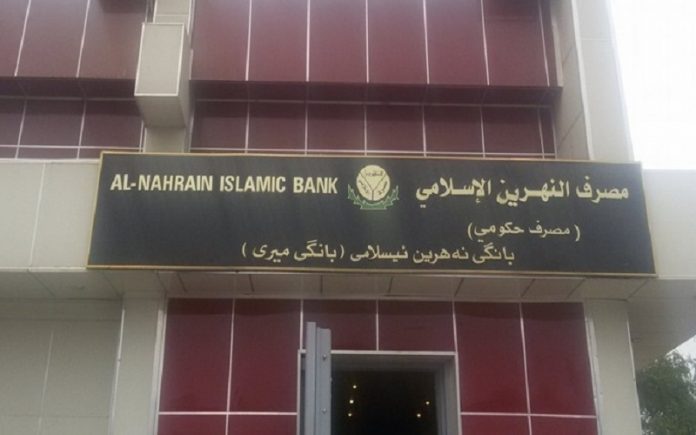 AL-NAHRAIN ISLAMIC BANK
مصرف النهرين الإسلامي
( مصرف حكومي )
بانگی نەهرین ئیسلامی ( بانگی میری )